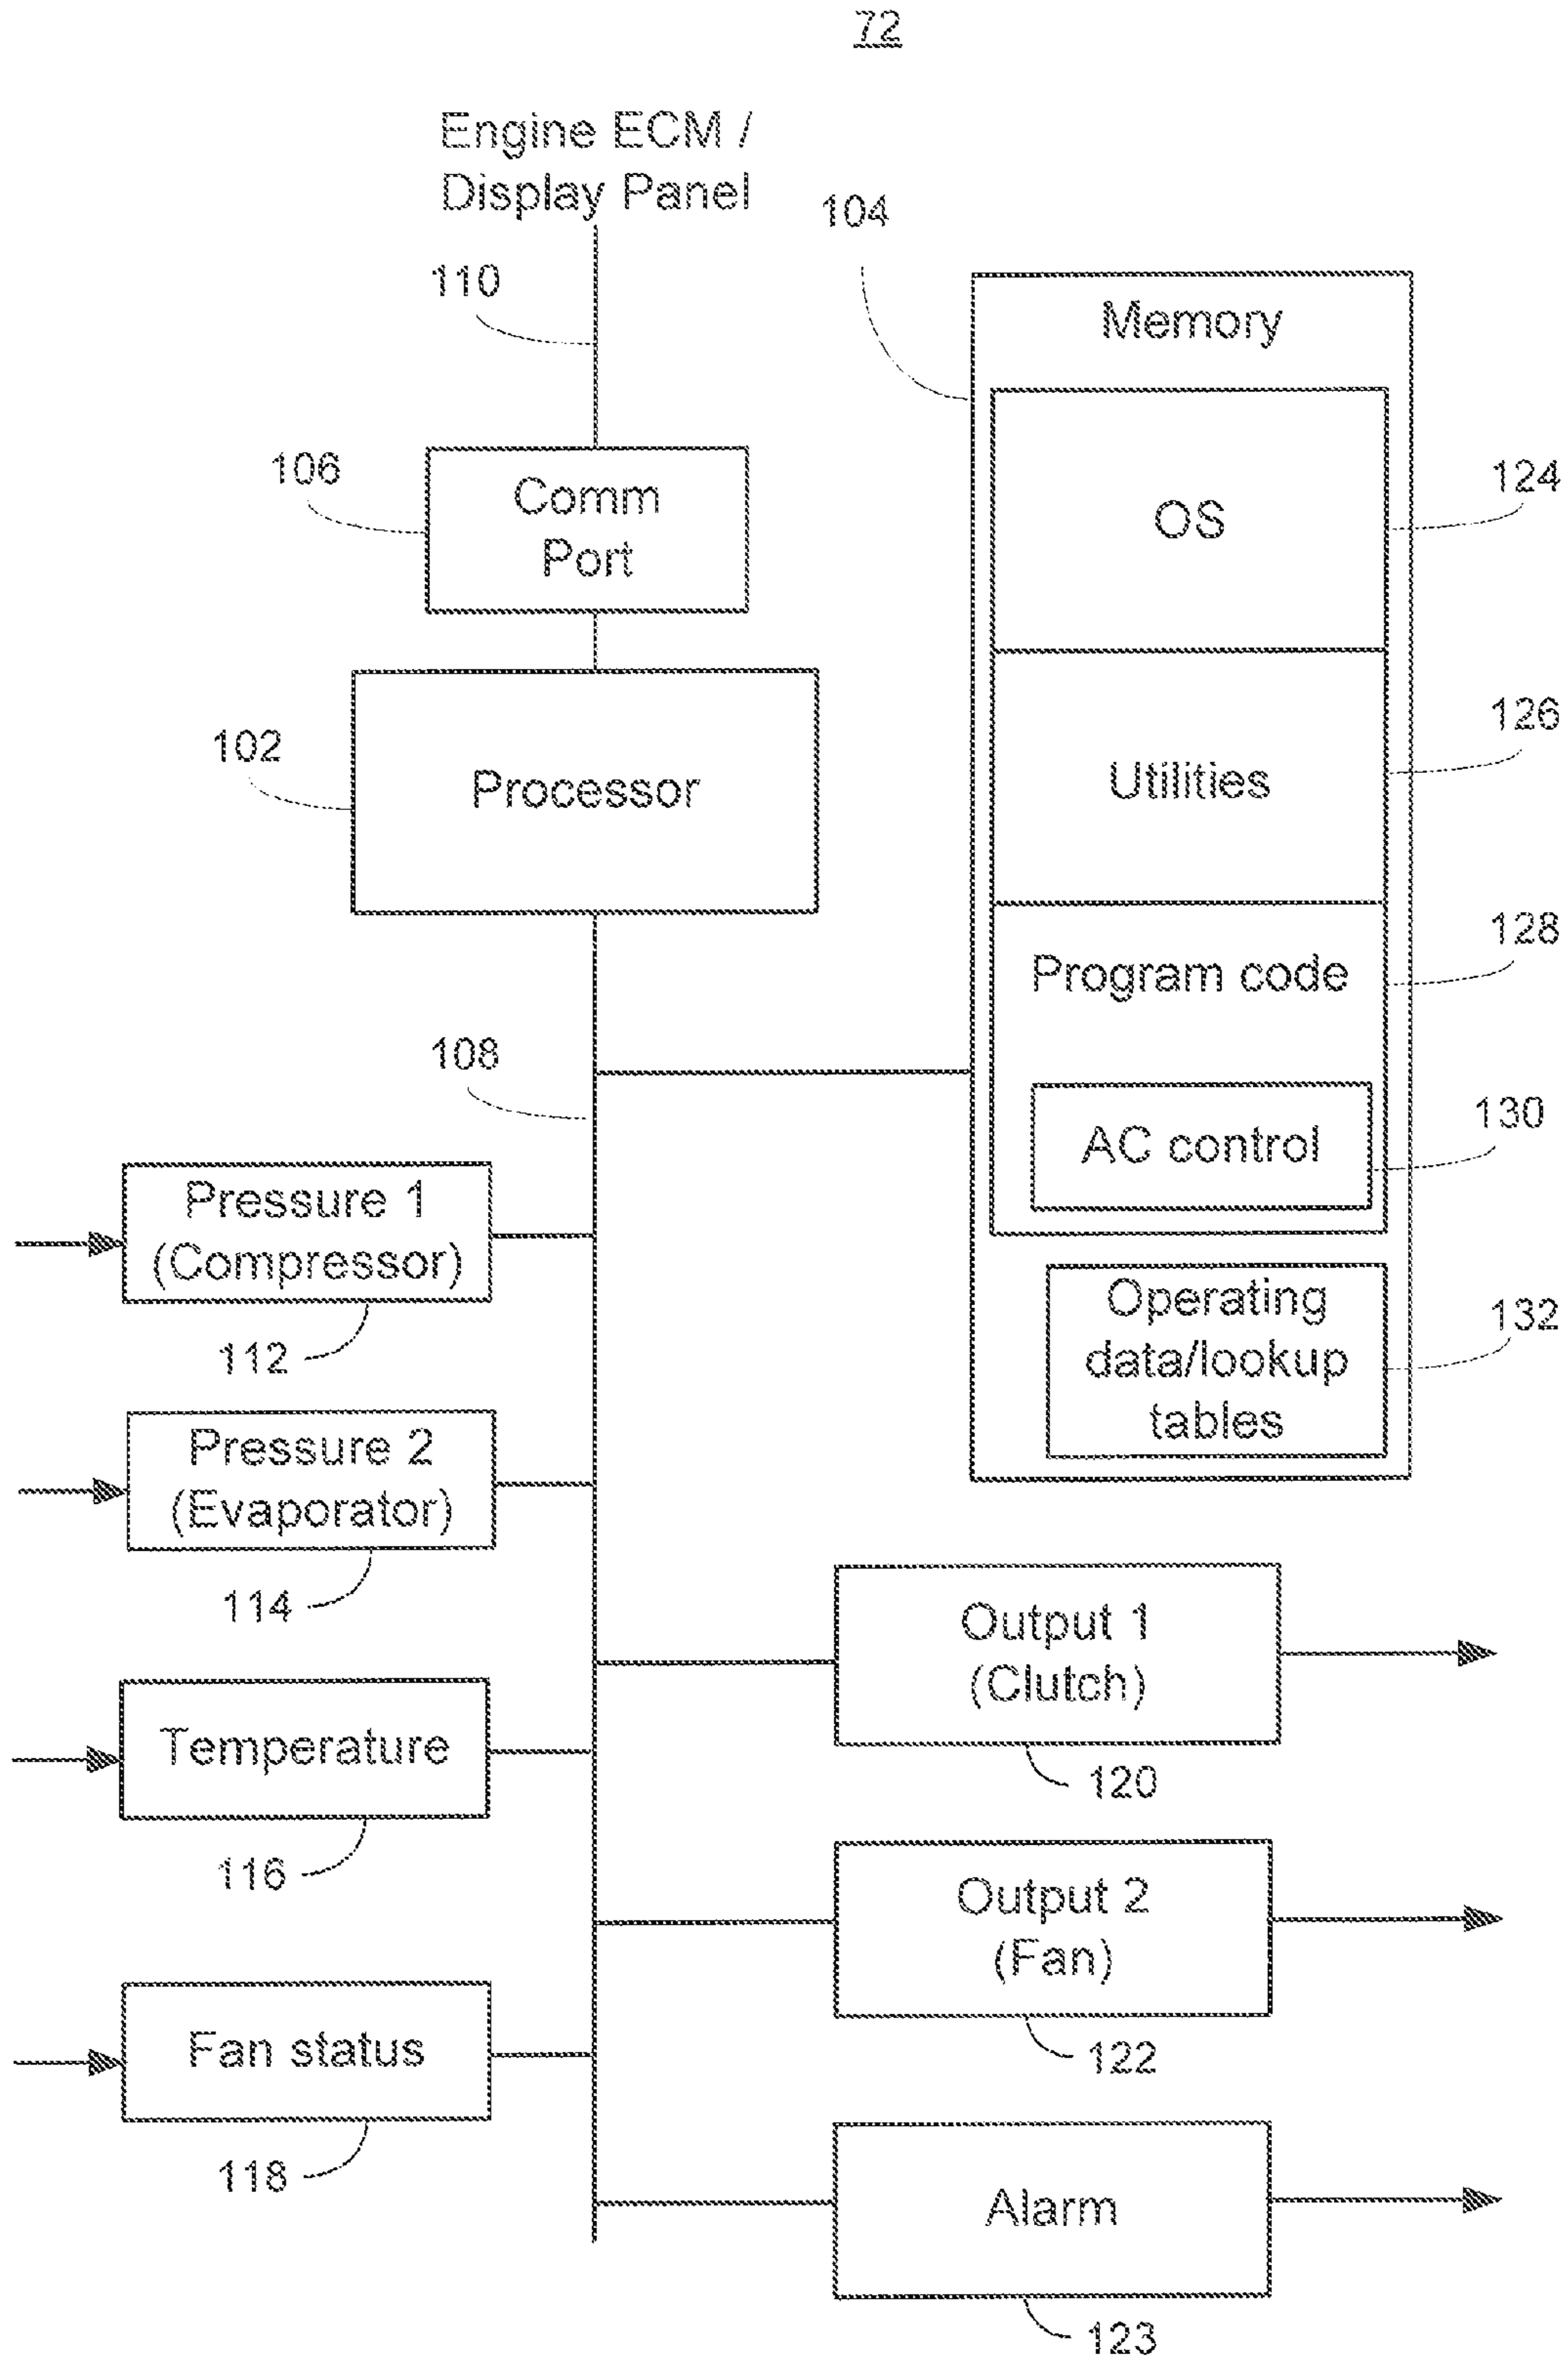 72
Engine ECM /
Display Panel
110
104
Memory
106
Comm
Port
OS
124
102
Processor
Utilities
126
Program code
128
108
AC control
130
Pressure 1
(Compressor)
112
Operating
data/lookup
tables
132
Pressure 2
(Evaporator)
114
Output 1
(Clutch)
120
Temperature
116
Output 2
(Fan)
122
Fan status
118
Alarm
123